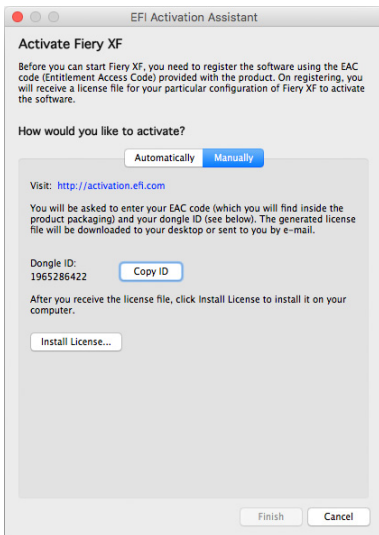 EFI Activation Assistant
Activate Fiery XF
Before you can start Fiery XF, you need to register the software using the EAC
code (Entitlement Access Code) provided with the product. On registering, you
will receive a license file for your particular configuration of Fiery XF to activate
the software.
How would you like to activate?
Automatically Manually
Visit: http://activation.efi.com
You will be asked to enter your EAC code (which you will find inside the
product packaging) and your dongle ID (see below). The generated license
file will be downloaded to your desktop or sent to you by e-mail.
Dongle ID:
1965286422 Copy ID
After you receive the license file, click Install License to install it on your
computer.
Install License...
Finish Cancel